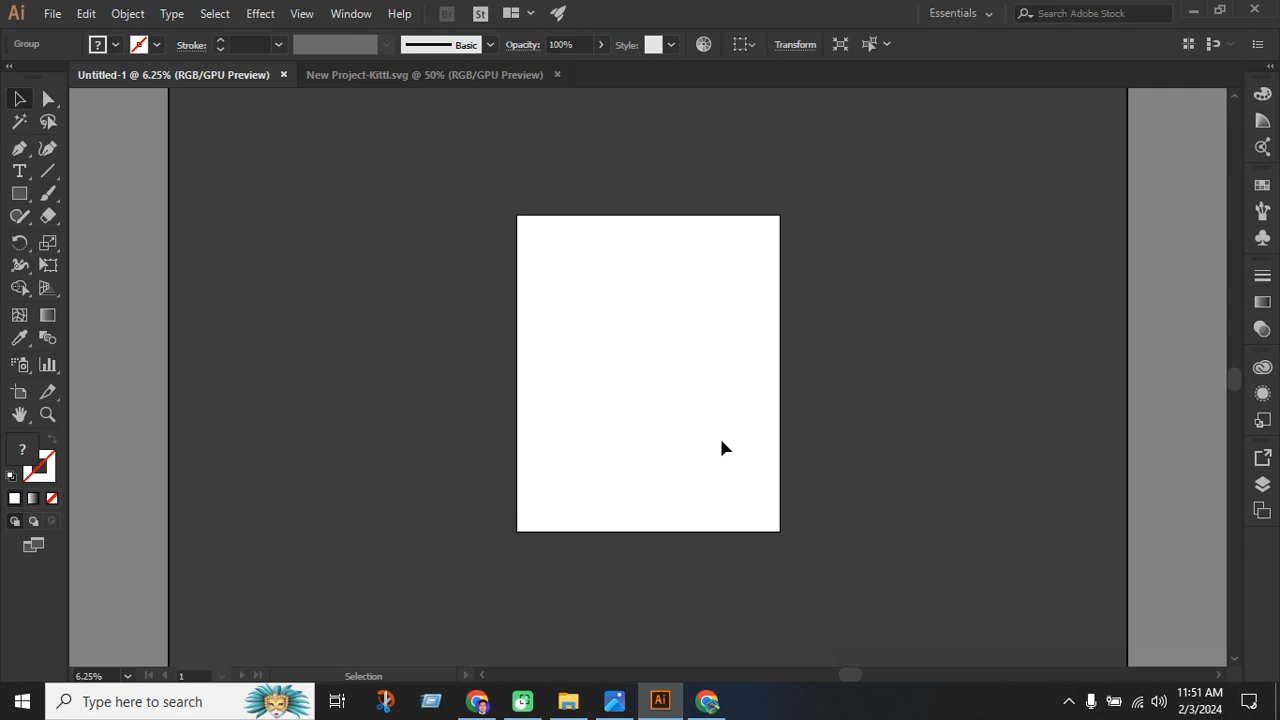 Ai File Edit Object Type Select Effect View Window Help Br St Essentials Search Adobe Stock
Group ? Stroke: Basic Opacity: 100% Style: Transform
Untitled-1 @ 6.25% (RGB/GPU Preview) × New Project-Kittl.svg @ 50% (RGB/GPU Preview) ×
T
?
6.25% 1 Selection
Type here to search Ai 11:51 AM
2/3/2024